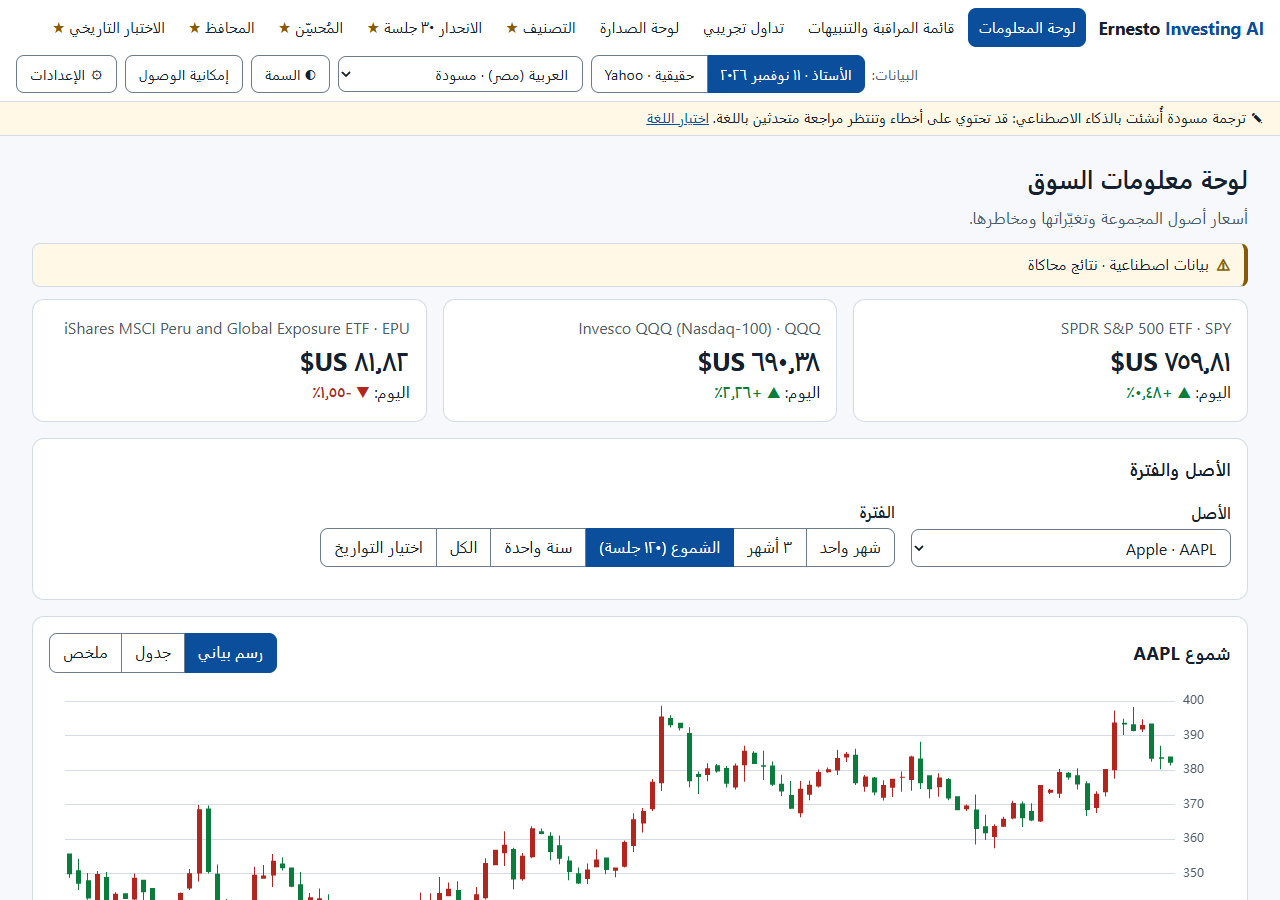 Ernesto Investing AI
لوحة المعلومات
قائمة المراقبة والتنبيهات
تداول تجريبي
لوحة الصدارة
التصنيف ★
الانحدار ٣٠ جلسة ★
المُحسِّن ★
المحافظ ★
الاختبار التاريخي ★
البيانات:
الأستاذ · ١١ نوفمبر ٢٠٢٦
حقيقية · Yahoo
العربية (مصر) · مسودة
◐ السمة
إمكانية الوصول
⚙ الإعدادات
✎ ترجمة مسودة أُنشئت بالذكاء الاصطناعي: قد تحتوي على أخطاء وتنتظر مراجعة متحدثين باللغة. اختيار اللغة
لوحة معلومات السوق
أسعار أصول المجموعة وتغيّراتها ومخاطرها.
⚠ بيانات اصطناعية · نتائج محاكاة
SPDR S&P 500 ETF · SPY
٧٥٩٫٨١ US$
اليوم: ▲ +٠٫٤٨٪
Invesco QQQ (Nasdaq-100) · QQQ
٦٩٠٫٣٨ US$
اليوم: ▲ +٢٫٢٦٪
iShares MSCI Peru and Global Exposure ETF · EPU
٨١٫٨٢ US$
اليوم: ▼ -١٫٥٥٪
الأصل والفترة
الأصل
Apple · AAPL
الفترة
شهر واحد
٣ أشهر
الشموع (١٢٠ جلسة)
سنة واحدة
الكل
اختيار التواريخ
شموع AAPL
رسم بياني
جدول
ملخص
400
390
380
370
360
350